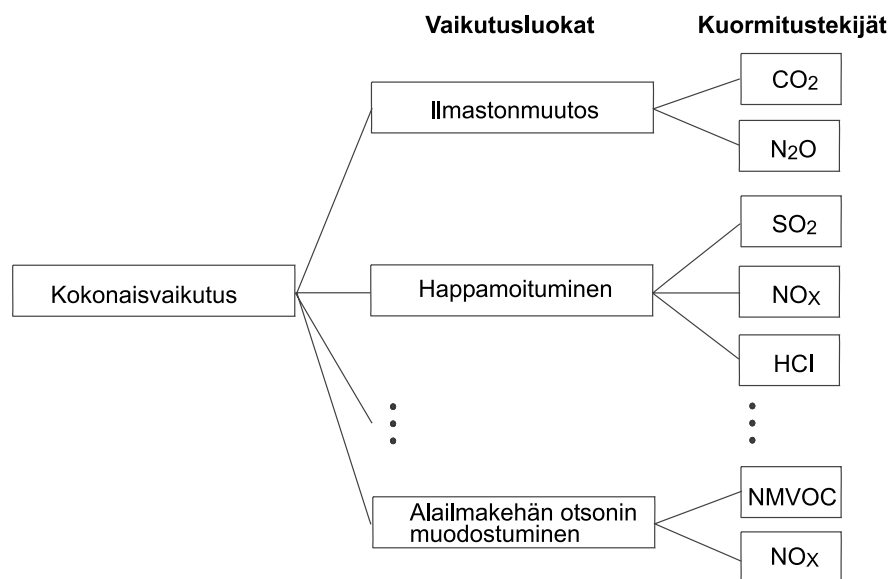 Vaikutusluokat
Kuormitustekijät
Ilmastonmuutos
CO2
N2O
Kokonaisvaikutus
Happamoituminen
SO2
NOX
HCl
Alailmakehän otsonin
muodostuminen
NMVOC
NOX